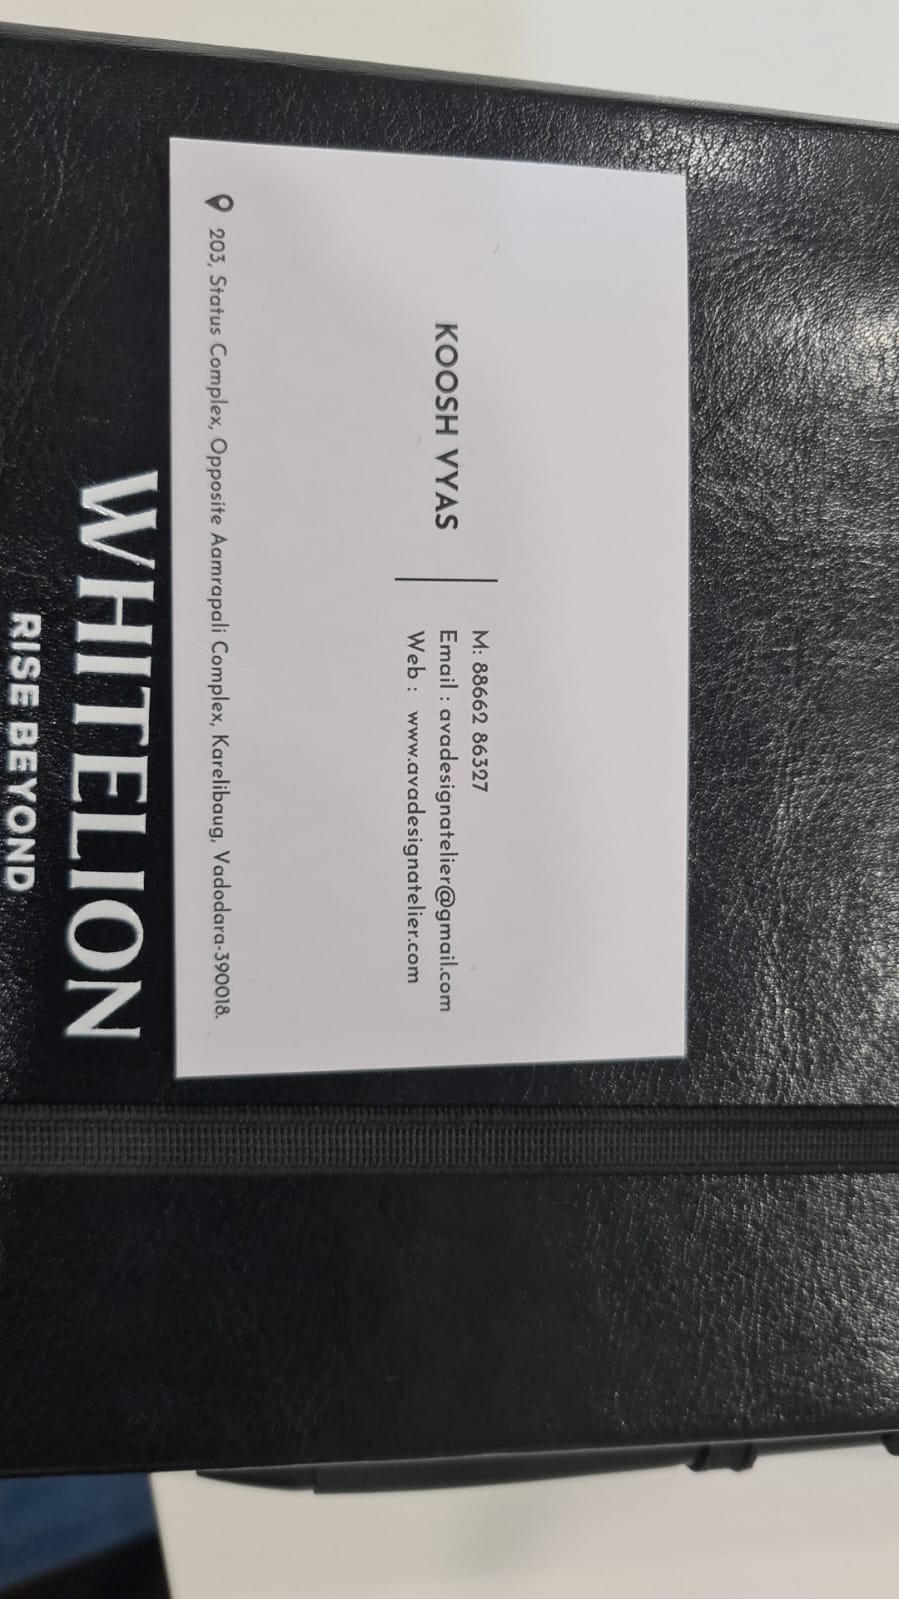 KOOSH VYAS
M: 88662 86327
Email : avadesignatelier@gmail.com
Web : www.avadesignatelier.com
203, Status Complex, Opposite Aamrapali Complex, Karelibaug, Vadodara-390018.
WHITELION
RISE BEYOND